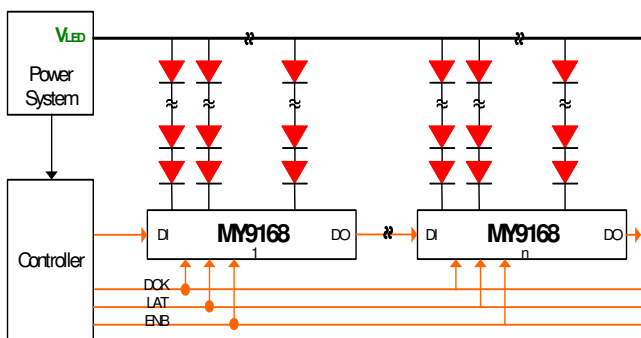 VLED
Power
System
Controller
DI MY9168 DO
1
DI MY9168 DO
n
DCK
LAT
ENB